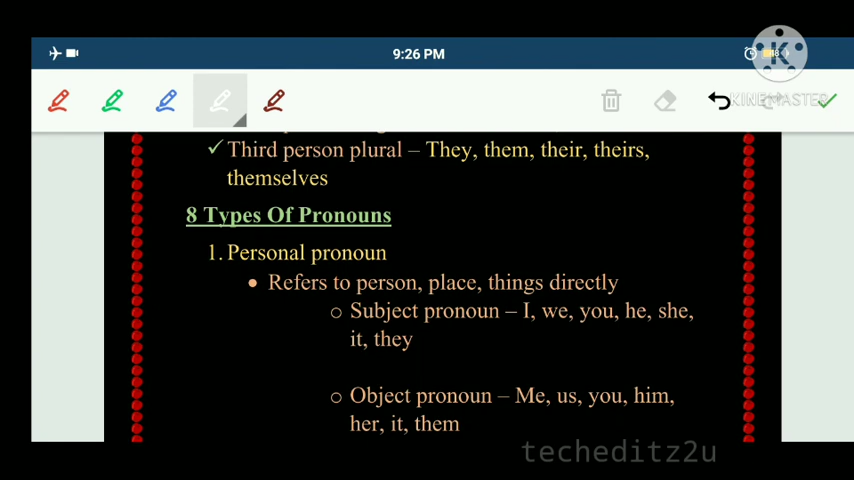 9:26 PM
18
K
KINEMASTER
✓ Third person plural – They, them, their, theirs,
themselves
8 Types Of Pronouns
1. Personal pronoun
• Refers to person, place, things directly
o Subject pronoun – I, we, you, he, she,
it, they
o Object pronoun – Me, us, you, him,
her, it, them
techeditz2u